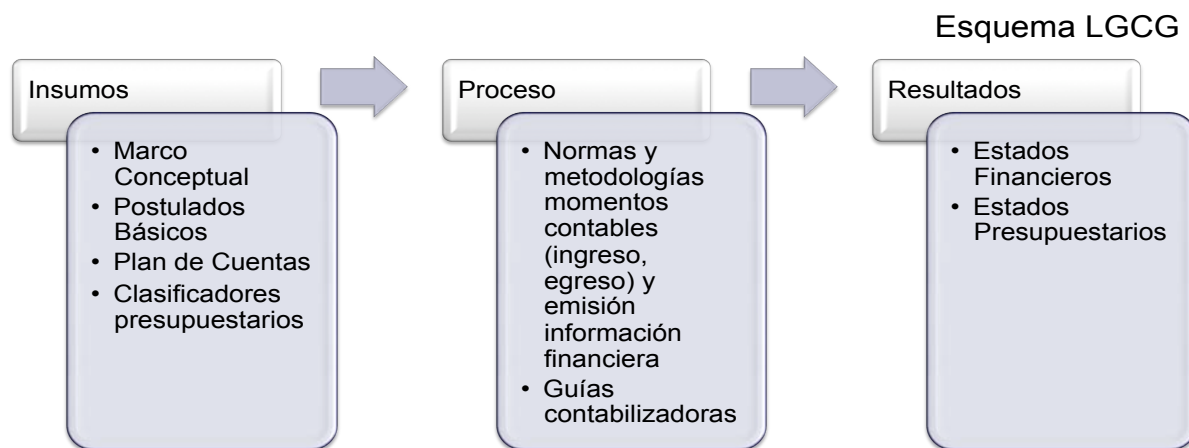 Esquema LGCG
Insumos
• Marco
Conceptual
• Postulados
Básicos
• Plan de Cuentas
• Clasificadores
presupuestarios
Proceso
• Normas y
metodologías
momentos
contables
(ingreso,
egreso) y
emisión
información
financiera
• Guías
contabilizadoras
Resultados
• Estados
Financieros
• Estados
Presupuestarios